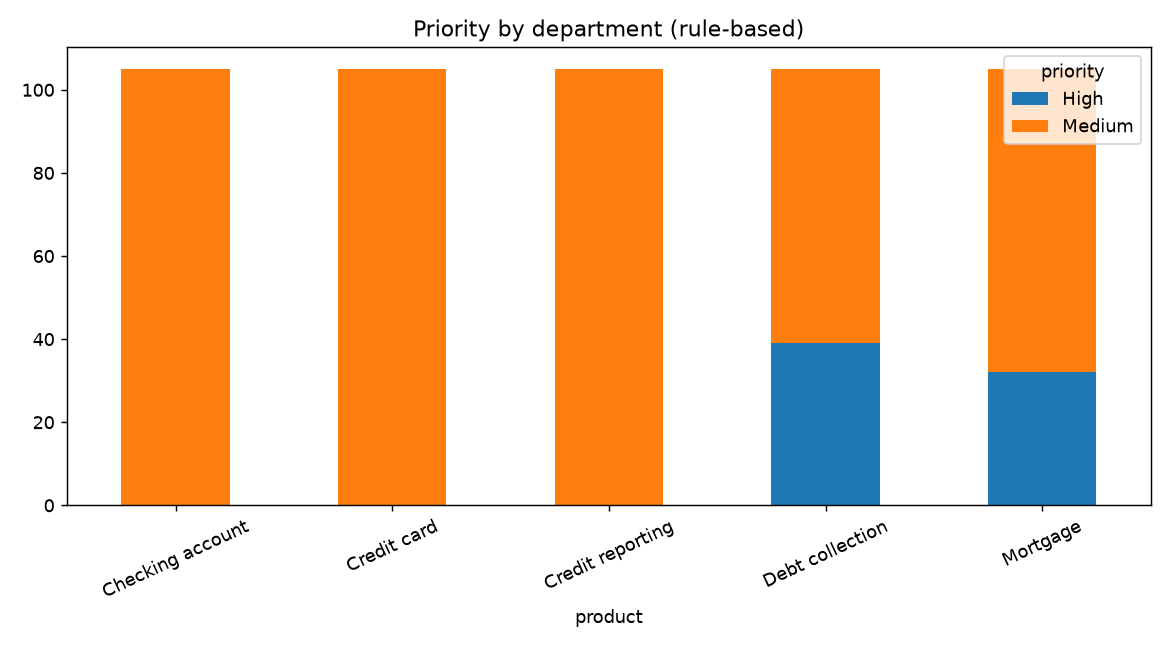 Priority by department (rule-based)
priority
High
Medium
100
80
60
40
20
0
Checking account
Credit card
Credit reporting
Debt collection
Mortgage
product